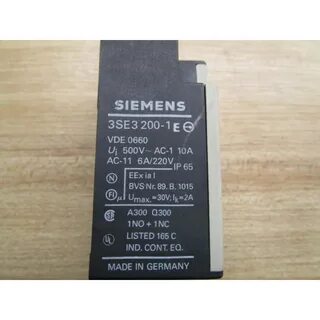 SIEMENS
3SE3 200-1E
VDE 0660
Ui 500V~ AC-1 10A
AC-11 6A/220V
IP 65
EEx ia I
BVS Nr. 89. B. 1015
Umax.=30V; Ik=2A
A300 Q300
1NO + 1NC
LISTED 165 C
IND. CONT. EQ.
MADE IN GERMANY